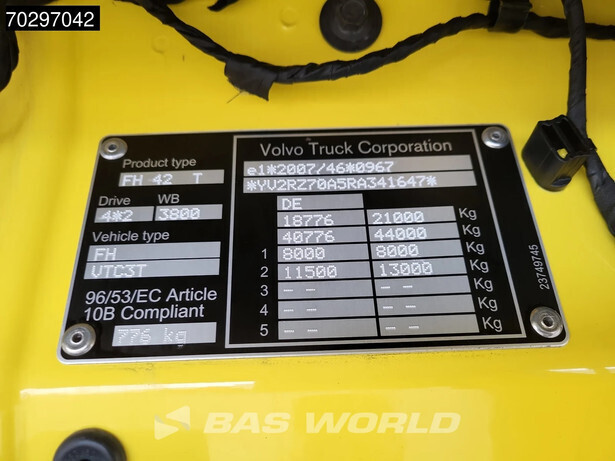 70297042
Volvo Truck Corporation
Product type
FH 42 T
Drive WB
4*2 3800
Vehicle type
FH
VTC3T
96/53/EC Article
10B Compliant
776 kg
e1*2007/46*0967
*YV2RZ70A5RA341647*
DE
18776 21000 Kg
40776 44000 Kg
1 8000 8000 Kg
2 11500 13000 Kg
3 -- -- Kg
4 -- -- Kg
5 -- -- Kg
23749745
BAS WORLD